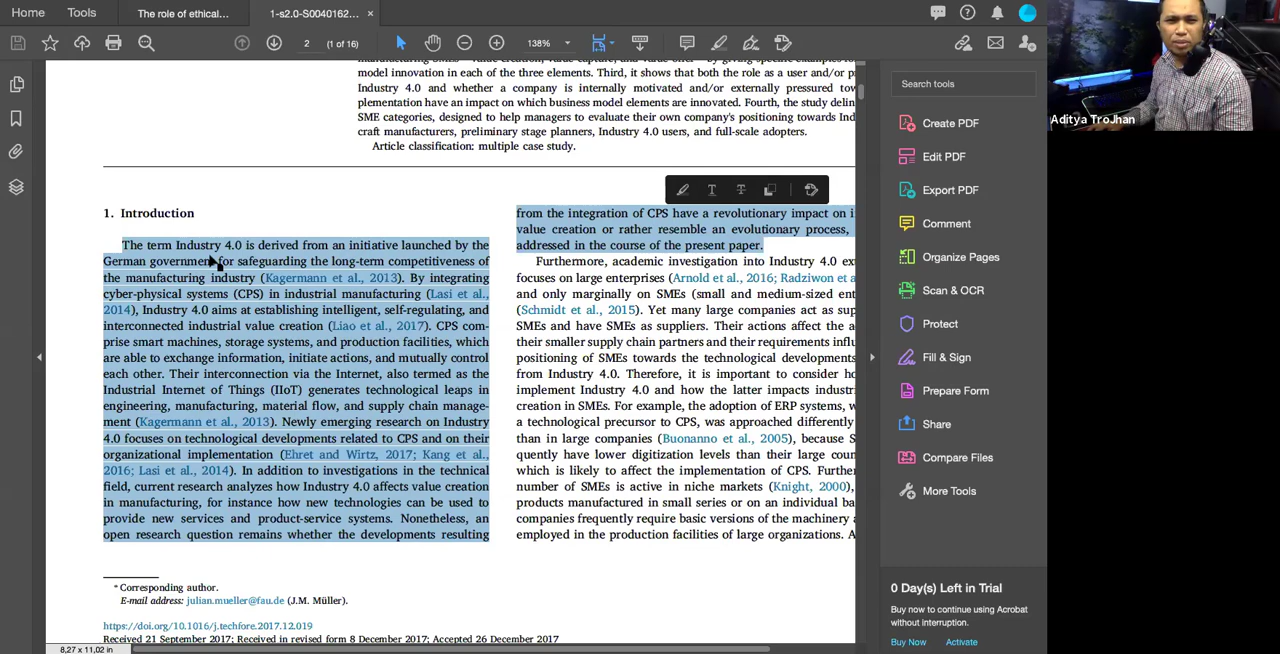 Home
Tools
The role of ethical...
1-s2.0-S0040162...
×
2
(1 of 16)
138%
manufacturing SMEs – value creation, value capture, and value offer – by giving specific examples fo
model innovation in each of the three elements. Third, it shows that both the role as a user and/or p
Industry 4.0 and whether a company is internally motivated and/or externally pressured tow
plementation have an impact on which business model elements are innovated. Fourth, the study delin
SME categories, designed to help managers to evaluate their own company's positioning towards Ind
craft manufacturers, preliminary stage planners, Industry 4.0 users, and full-scale adopters.
Article classification: multiple case study.
1. Introduction
The term Industry 4.0 is derived from an initiative launched by the
German government for safeguarding the long-term competitiveness of
the manufacturing industry (Kagermann et al., 2013). By integrating
cyber-physical systems (CPS) in industrial manufacturing (Lasi et al.,
2014), Industry 4.0 aims at establishing intelligent, self-regulating, and
interconnected industrial value creation (Liao et al., 2017). CPS com-
prise smart machines, storage systems, and production facilities, which
are able to exchange information, initiate actions, and mutually control
each other. Their interconnection via the Internet, also termed as the
Industrial Internet of Things (IIoT) generates technological leaps in
engineering, manufacturing, material flow, and supply chain manage-
ment (Kagermann et al., 2013). Newly emerging research on Industry
4.0 focuses on technological developments related to CPS and on their
organizational implementation (Ehret and Wirtz, 2017; Kang et al.,
2016; Lasi et al., 2014). In addition to investigations in the technical
field, current research analyzes how Industry 4.0 affects value creation
in manufacturing, for instance how new technologies can be used to
provide new services and product-service systems. Nonetheless, an
open research question remains whether the developments resulting
from the integration of CPS have a revolutionary impact on i
value creation or rather resemble an evolutionary process,
addressed in the course of the present paper.
Furthermore, academic investigation into Industry 4.0 ex
focuses on large enterprises (Arnold et al., 2016; Radziwon et a
and only marginally on SMEs (small and medium-sized ent
(Schmidt et al., 2015). Yet many large companies act as sup
SMEs and have SMEs as suppliers. Their actions affect the a
their smaller supply chain partners and their requirements influ
positioning of SMEs towards the technological developments
from Industry 4.0. Therefore, it is important to consider ho
implement Industry 4.0 and how the latter impacts industri
creation in SMEs. For example, the adoption of ERP systems, w
a technological precursor to CPS, was approached differently
than in large companies (Buonanno et al., 2005), because S
quently have lower digitization levels than their large coun
which is likely to affect the implementation of CPS. Further
number of SMEs is active in niche markets (Knight, 2000),
products manufactured in small series or on an individual ba
companies frequently require basic versions of the machinery a
employed in the production facilities of large organizations. A
* Corresponding author.
E-mail address: julian.mueller@fau.de (J.M. Müller).
https://doi.org/10.1016/j.techfore.2017.12.019
Received 21 September 2017; Received in revised form 8 December 2017; Accepted 26 December 2017
8,27 x 11,02 in
Search tools
Create PDF
Edit PDF
Export PDF
Comment
Organize Pages
Scan & OCR
Protect
Fill & Sign
Prepare Form
Share
Compare Files
More Tools
0 Day(s) Left in Trial
Buy now to continue using Acrobat
without interruption.
Buy Now
Activate
Aditya TroJhan